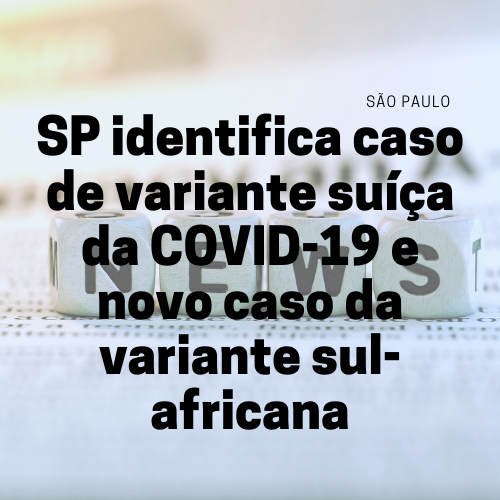 SÃO PAULO
SP identifica caso
de variante suíça
da COVID-19 e
novo caso da
variante sul-
africana
N E W S